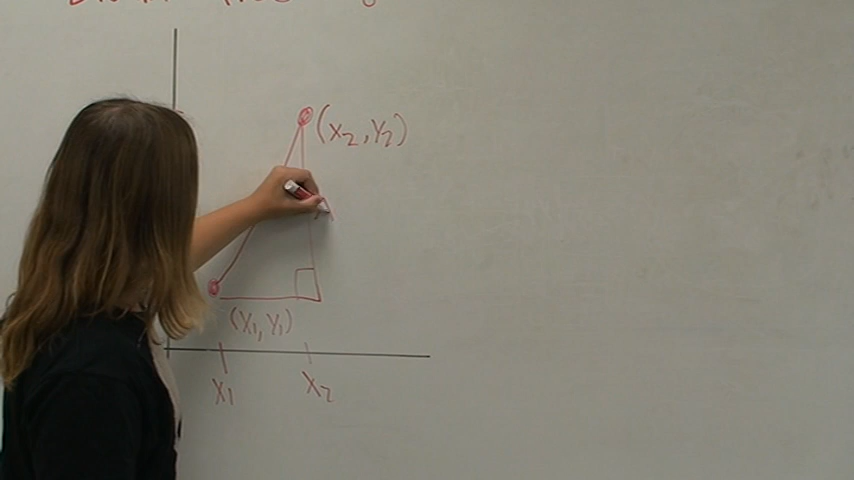 (X₂, Y₂)
(X₁, Y₁)
X₁ X₂